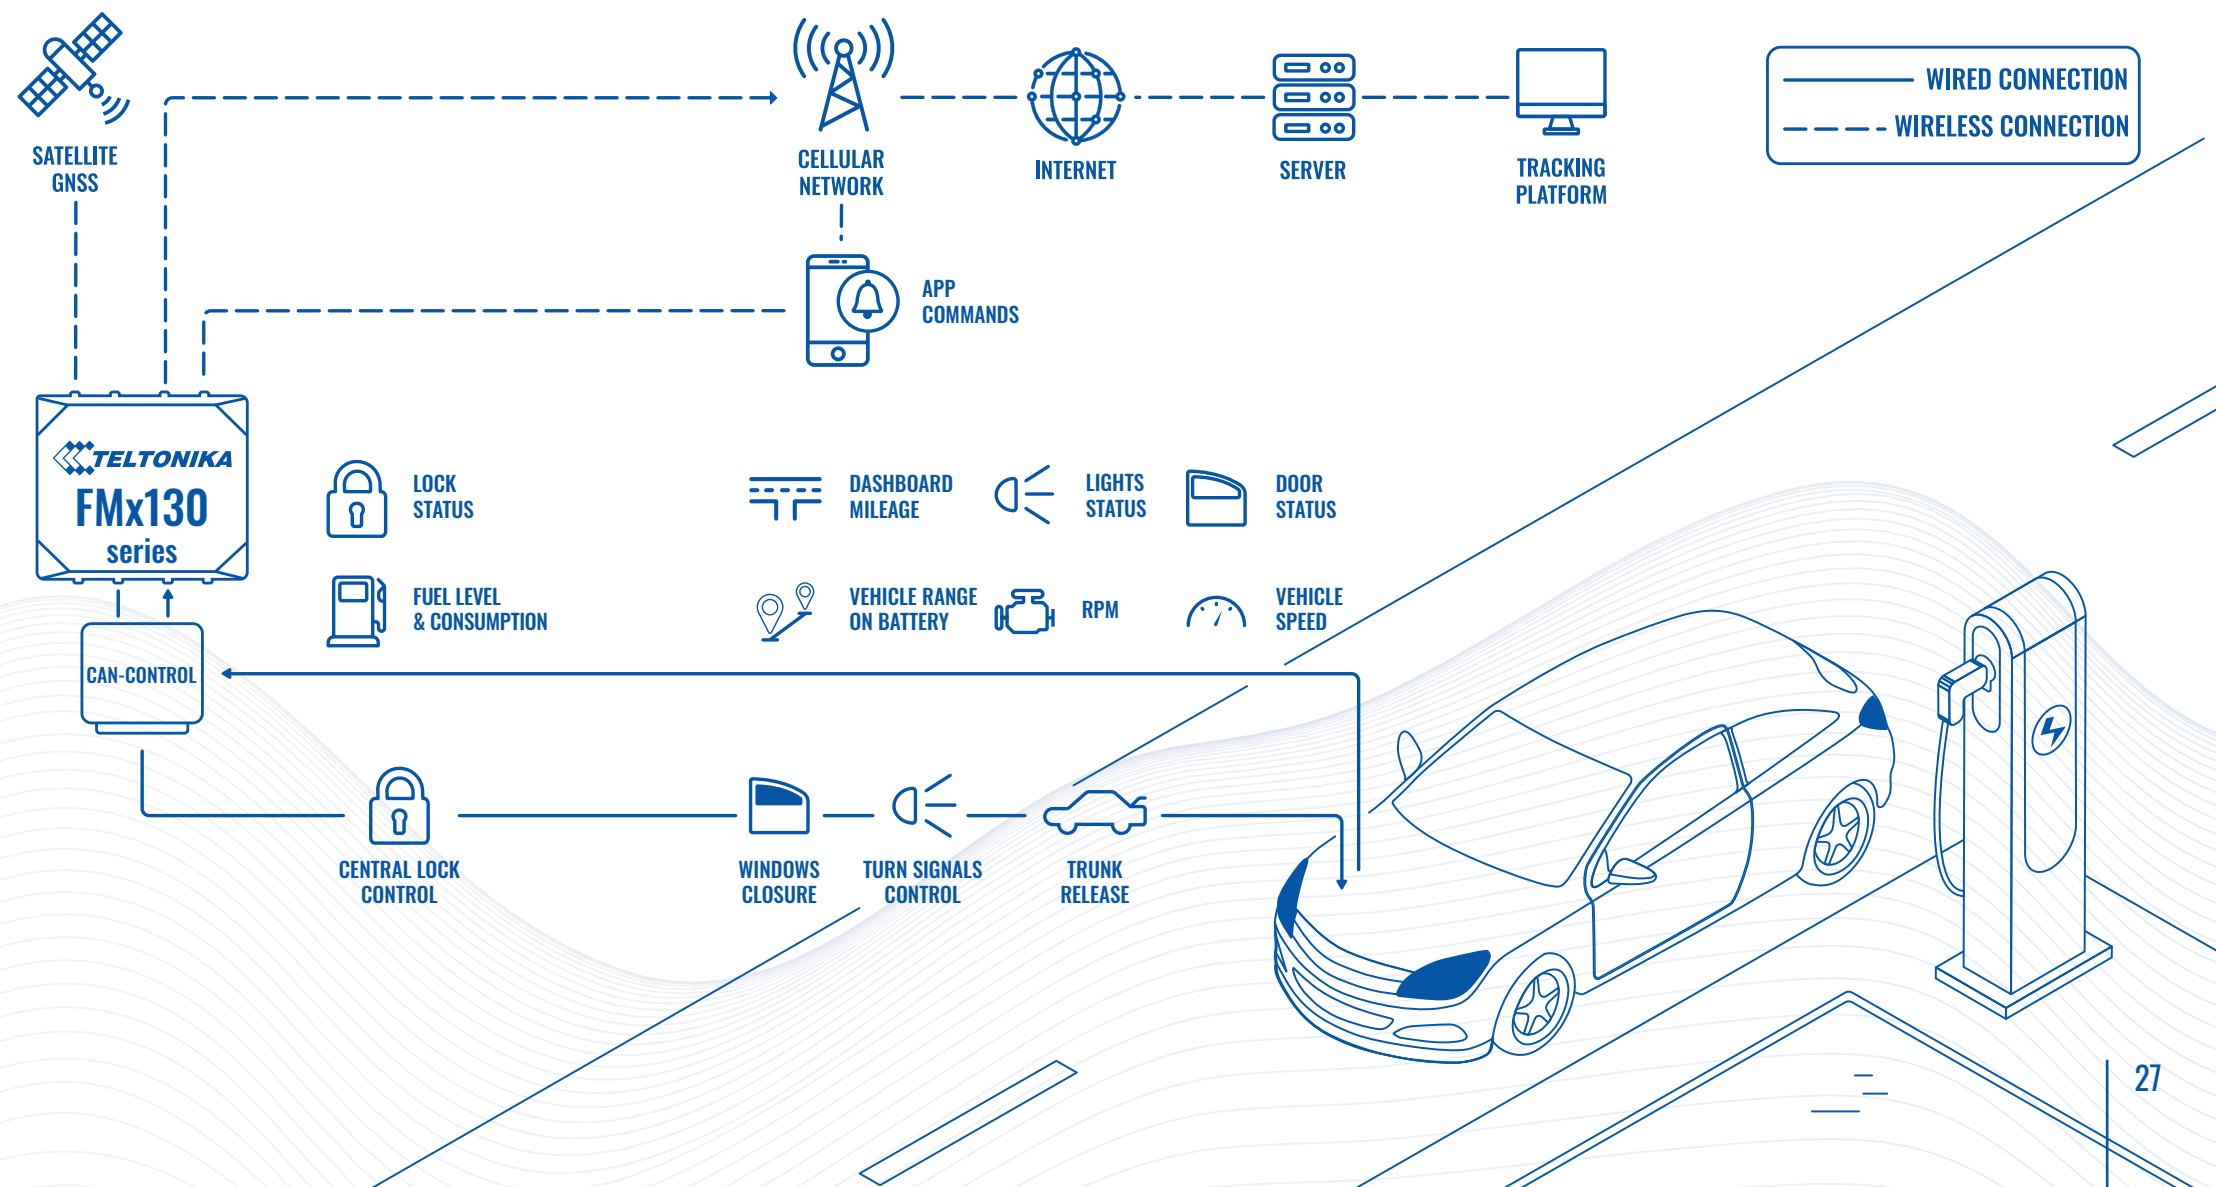 SATELLITE
GNSS
CELLULAR
NETWORK
INTERNET
SERVER
TRACKING
PLATFORM
WIRED CONNECTION
WIRELESS CONNECTION
APP
COMMANDS
TELTONIKA
FMx130
series
LOCK
STATUS
DASHBOARD
MILEAGE
LIGHTS
STATUS
DOOR
STATUS
FUEL LEVEL
& CONSUMPTION
VEHICLE RANGE
ON BATTERY
RPM
VEHICLE
SPEED
CAN-CONTROL
CENTRAL LOCK
CONTROL
WINDOWS
CLOSURE
TURN SIGNALS
CONTROL
TRUNK
RELEASE
27